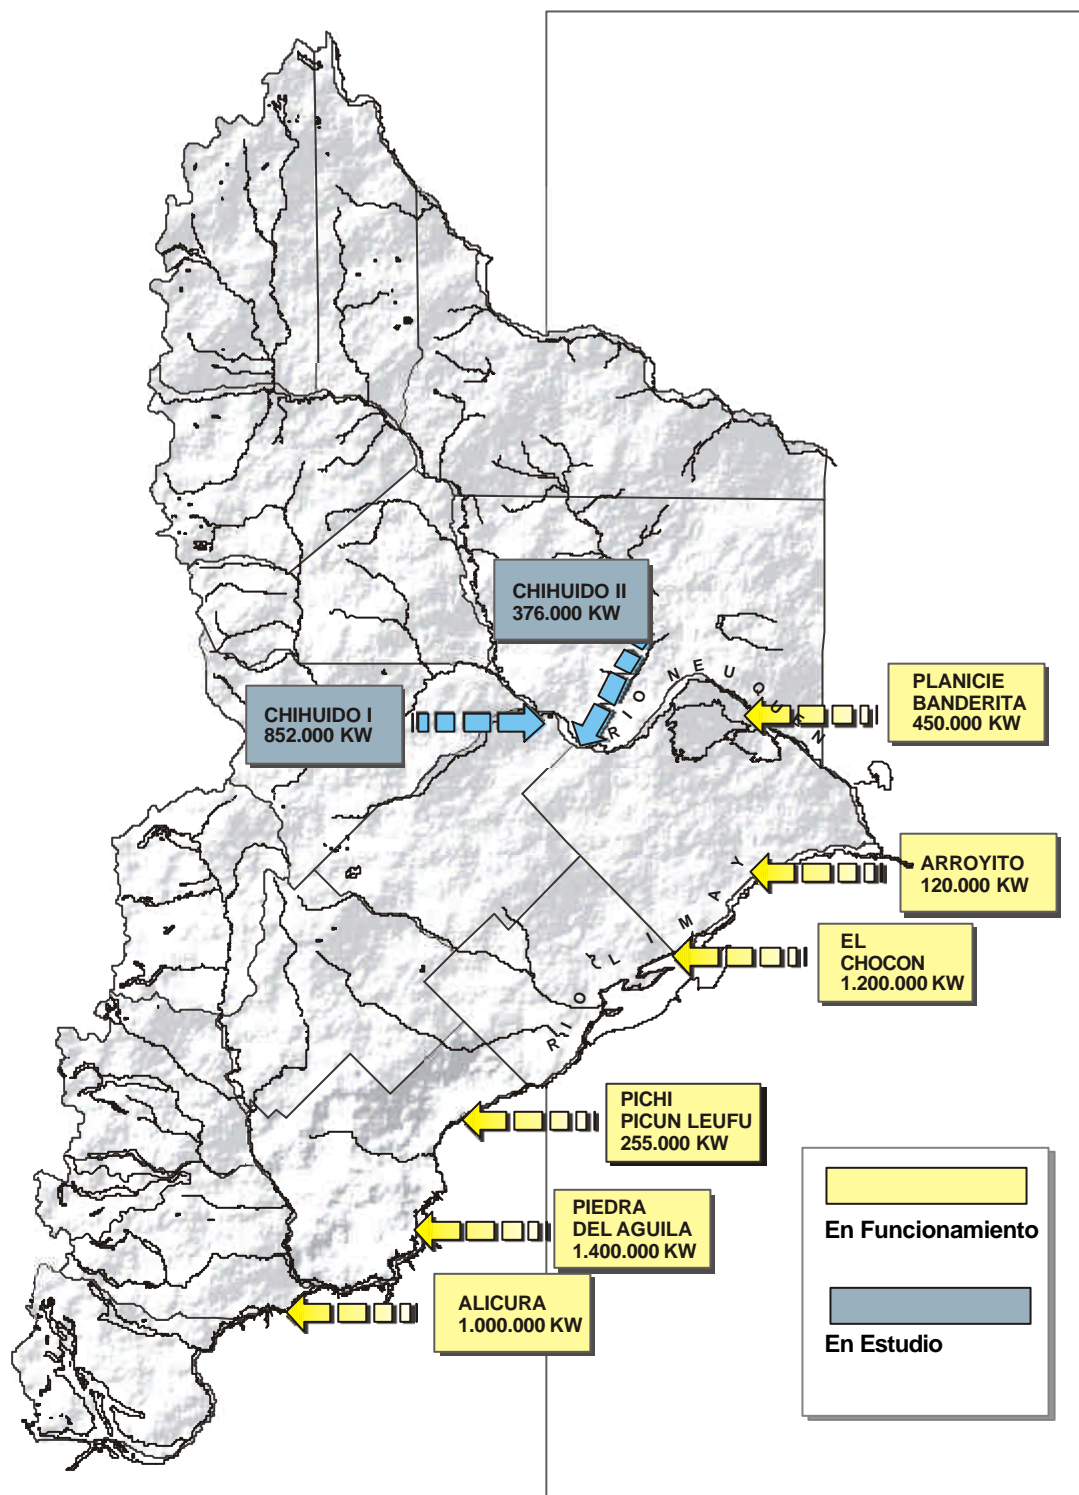 CHIHUIDO II
376.000 KW
RIO NEUQUEN
PLANICIE
BANDERITA
450.000 KW
CHIHUIDO I
852.000 KW
ARROYITO
120.000 KW
RIO LIMAY
EL
CHOCON
1.200.000 KW
PICHI
PICUN LEUFU
255.000 KW
PIEDRA
DEL AGUILA
1.400.000 KW
ALICURA
1.000.000 KW
En Funcionamiento
En Estudio